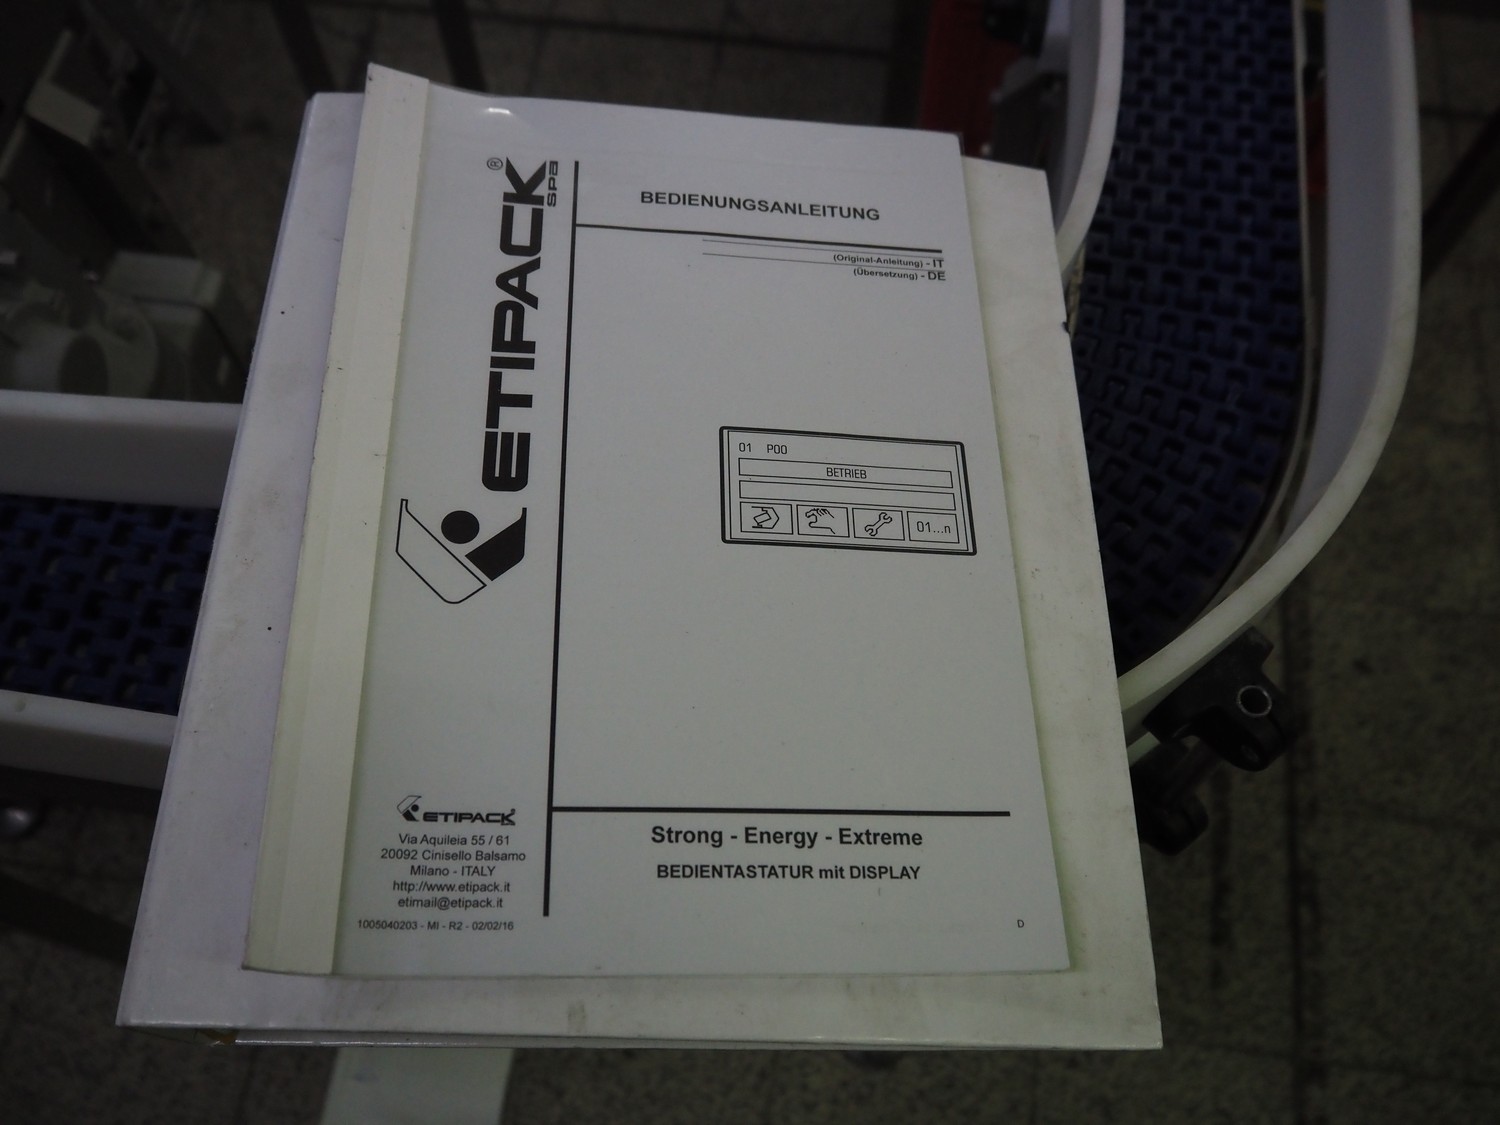 ETIPACK®
spa
BEDIENUNGSANLEITUNG
(Original-Anleitung) - IT
(Übersetzung) - DE
01 P00
BETRIEB
01...n
ETIPACK
Via Aquileia 55 / 61
20092 Cinisello Balsamo
Milano - ITALY
http://www.etipack.it
etimail@etipack.it
1005040203 - MI - R2 - 02/02/16
Strong - Energy - Extreme
BEDIENTASTATUR mit DISPLAY
D